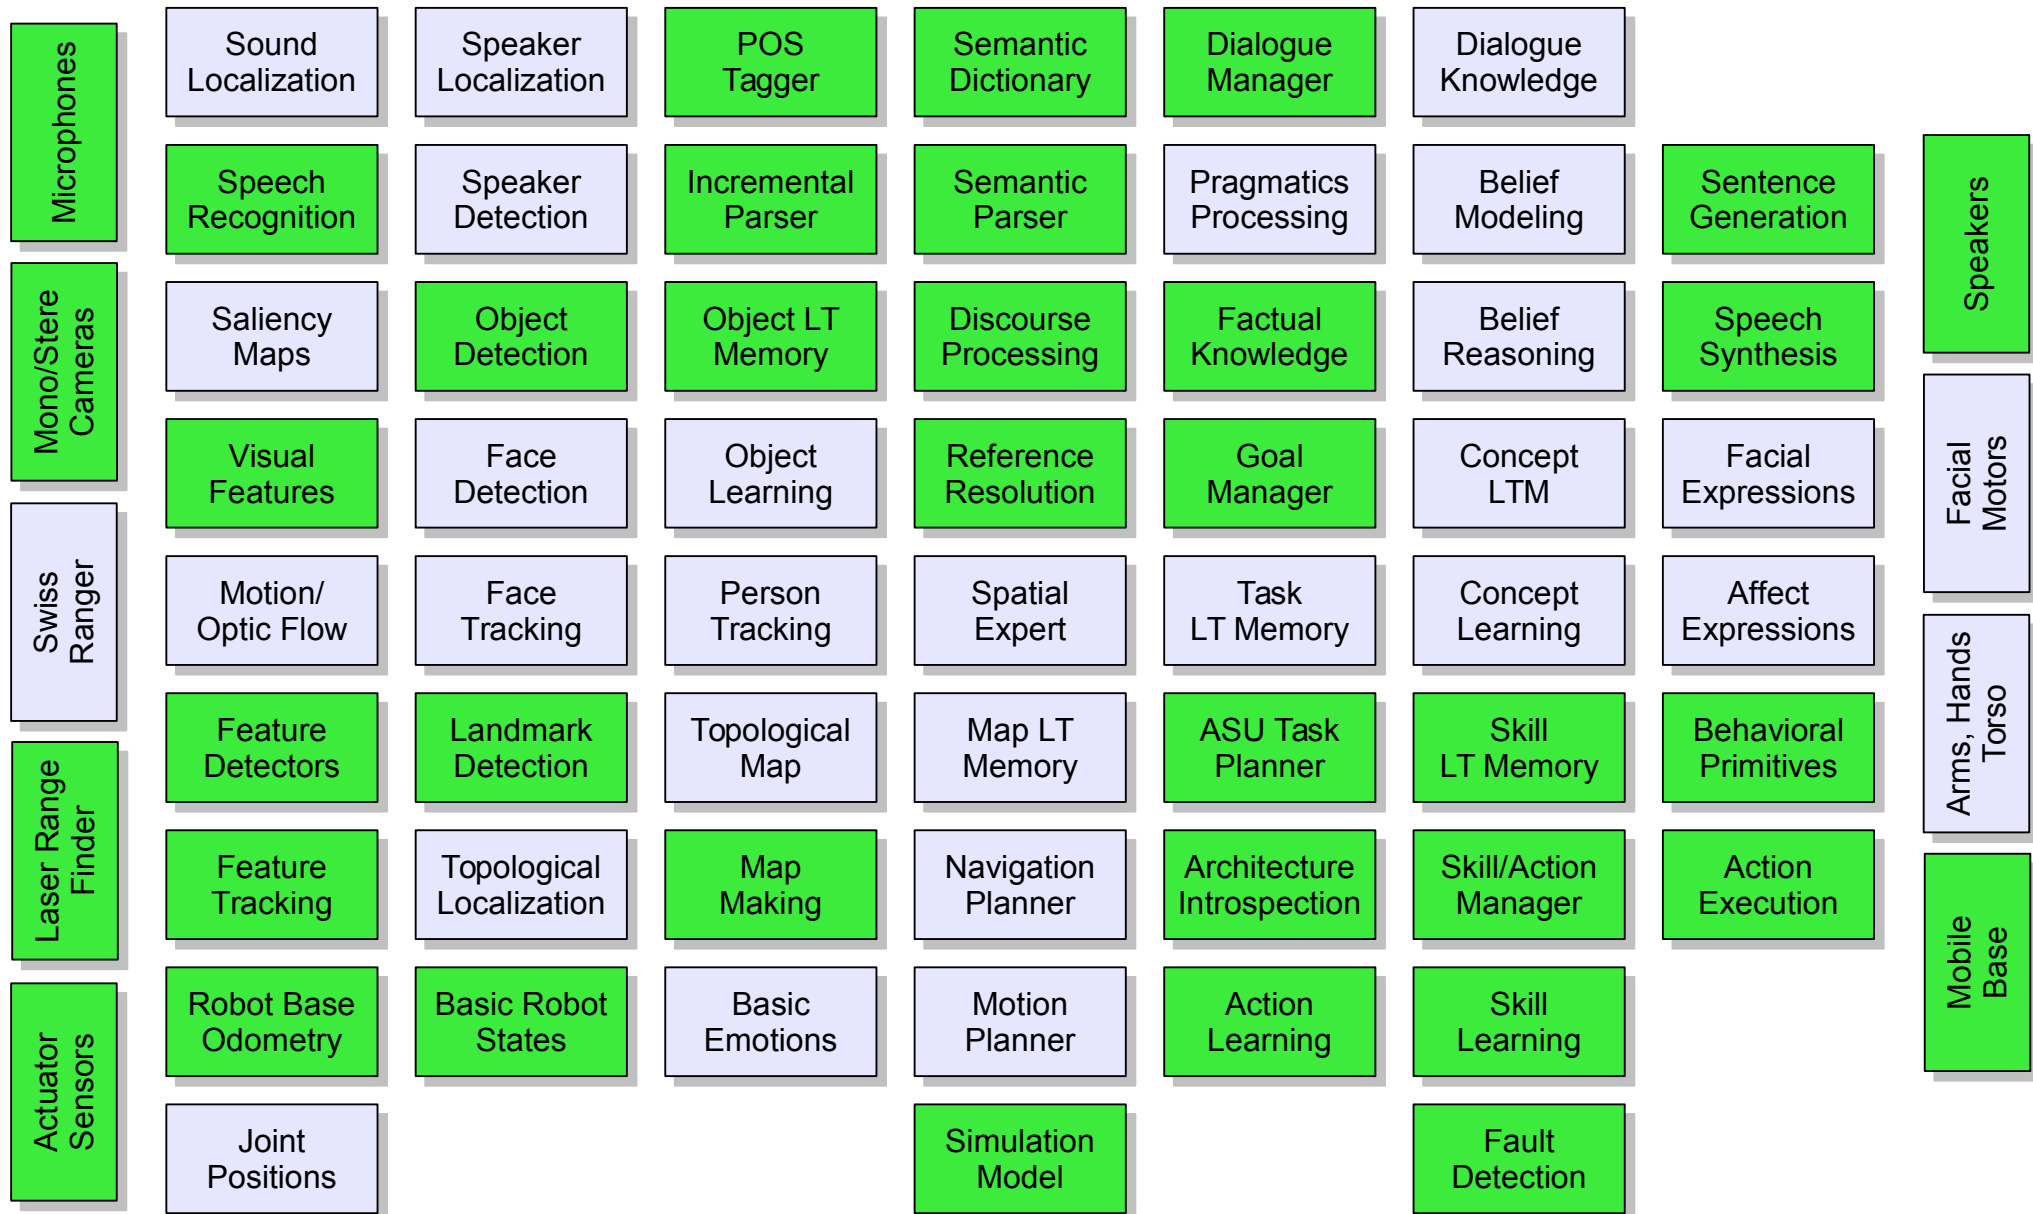 Microphones
Mono/Stere
Cameras
Swiss
Ranger
Laser Range
Finder
Actuator
Sensors
Sound
Localization
Speech
Recognition
Saliency
Maps
Visual
Features
Motion/
Optic Flow
Feature
Detectors
Feature
Tracking
Robot Base
Odometry
Joint
Positions
Speaker
Localization
Speaker
Detection
Object
Detection
Face
Detection
Face
Tracking
Landmark
Detection
Topological
Localization
Basic Robot
States
POS
Tagger
Incremental
Parser
Object LT
Memory
Object
Learning
Person
Tracking
Topological
Map
Map
Making
Basic
Emotions
Semantic
Dictionary
Semantic
Parser
Discourse
Processing
Reference
Resolution
Spatial
Expert
Map LT
Memory
Navigation
Planner
Motion
Planner
Simulation
Model
Dialogue
Manager
Pragmatics
Processing
Factual
Knowledge
Goal
Manager
Task
LT Memory
ASU Task
Planner
Architecture
Introspection
Action
Learning
Dialogue
Knowledge
Belief
Modeling
Belief
Reasoning
Concept
LTM
Concept
Learning
Skill
LT Memory
Skill/Action
Manager
Skill
Learning
Fault
Detection
Sentence
Generation
Speech
Synthesis
Facial
Expressions
Affect
Expressions
Behavioral
Primitives
Action
Execution
Speakers
Facial
Motors
Arms, Hands
Torso
Mobile
Base